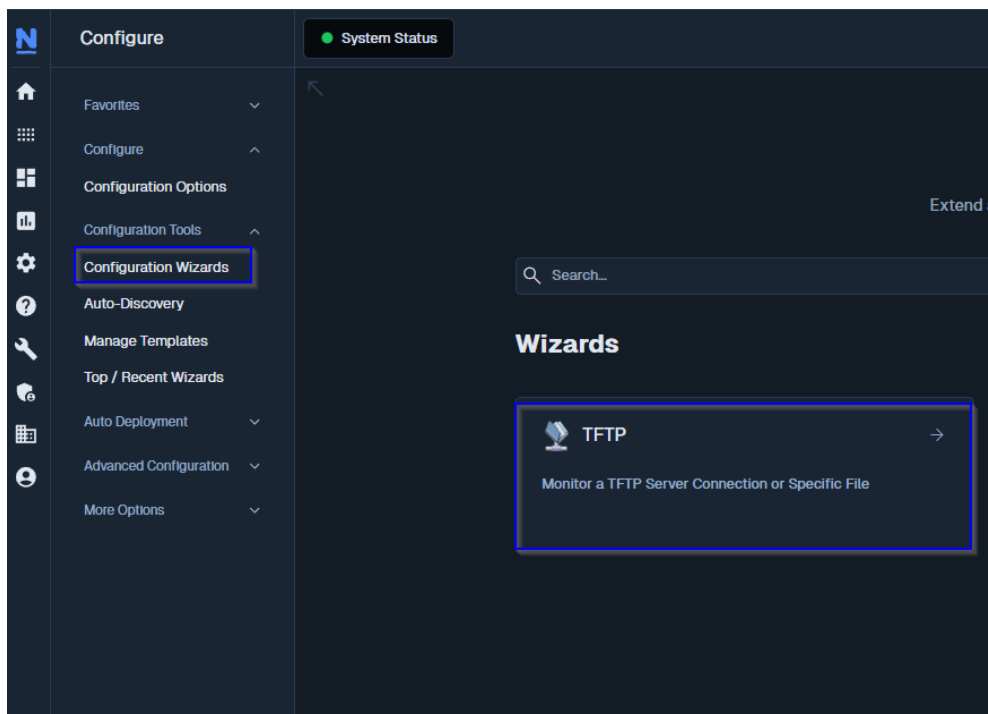 N
Configure
System Status
Favorites
Configure
Configuration Options
Configuration Tools
Configuration Wizards
Auto-Discovery
Manage Templates
Top / Recent Wizards
Auto Deployment
Advanced Configuration
More Options
Extend
Search...
Wizards
TFTP
Monitor a TFTP Server Connection or Specific File